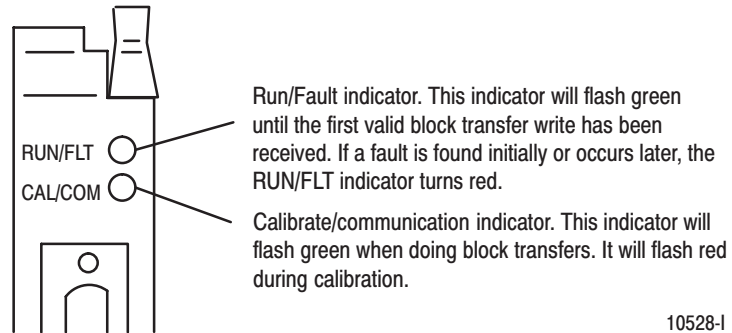 RUN/FLT
CAL/COM
Run/Fault indicator. This indicator will flash green
until the first valid block transfer write has been
received. If a fault is found initially or occurs later, the
RUN/FLT indicator turns red.
Calibrate/communication indicator. This indicator will
flash green when doing block transfers. It will flash red
during calibration.
10528-I